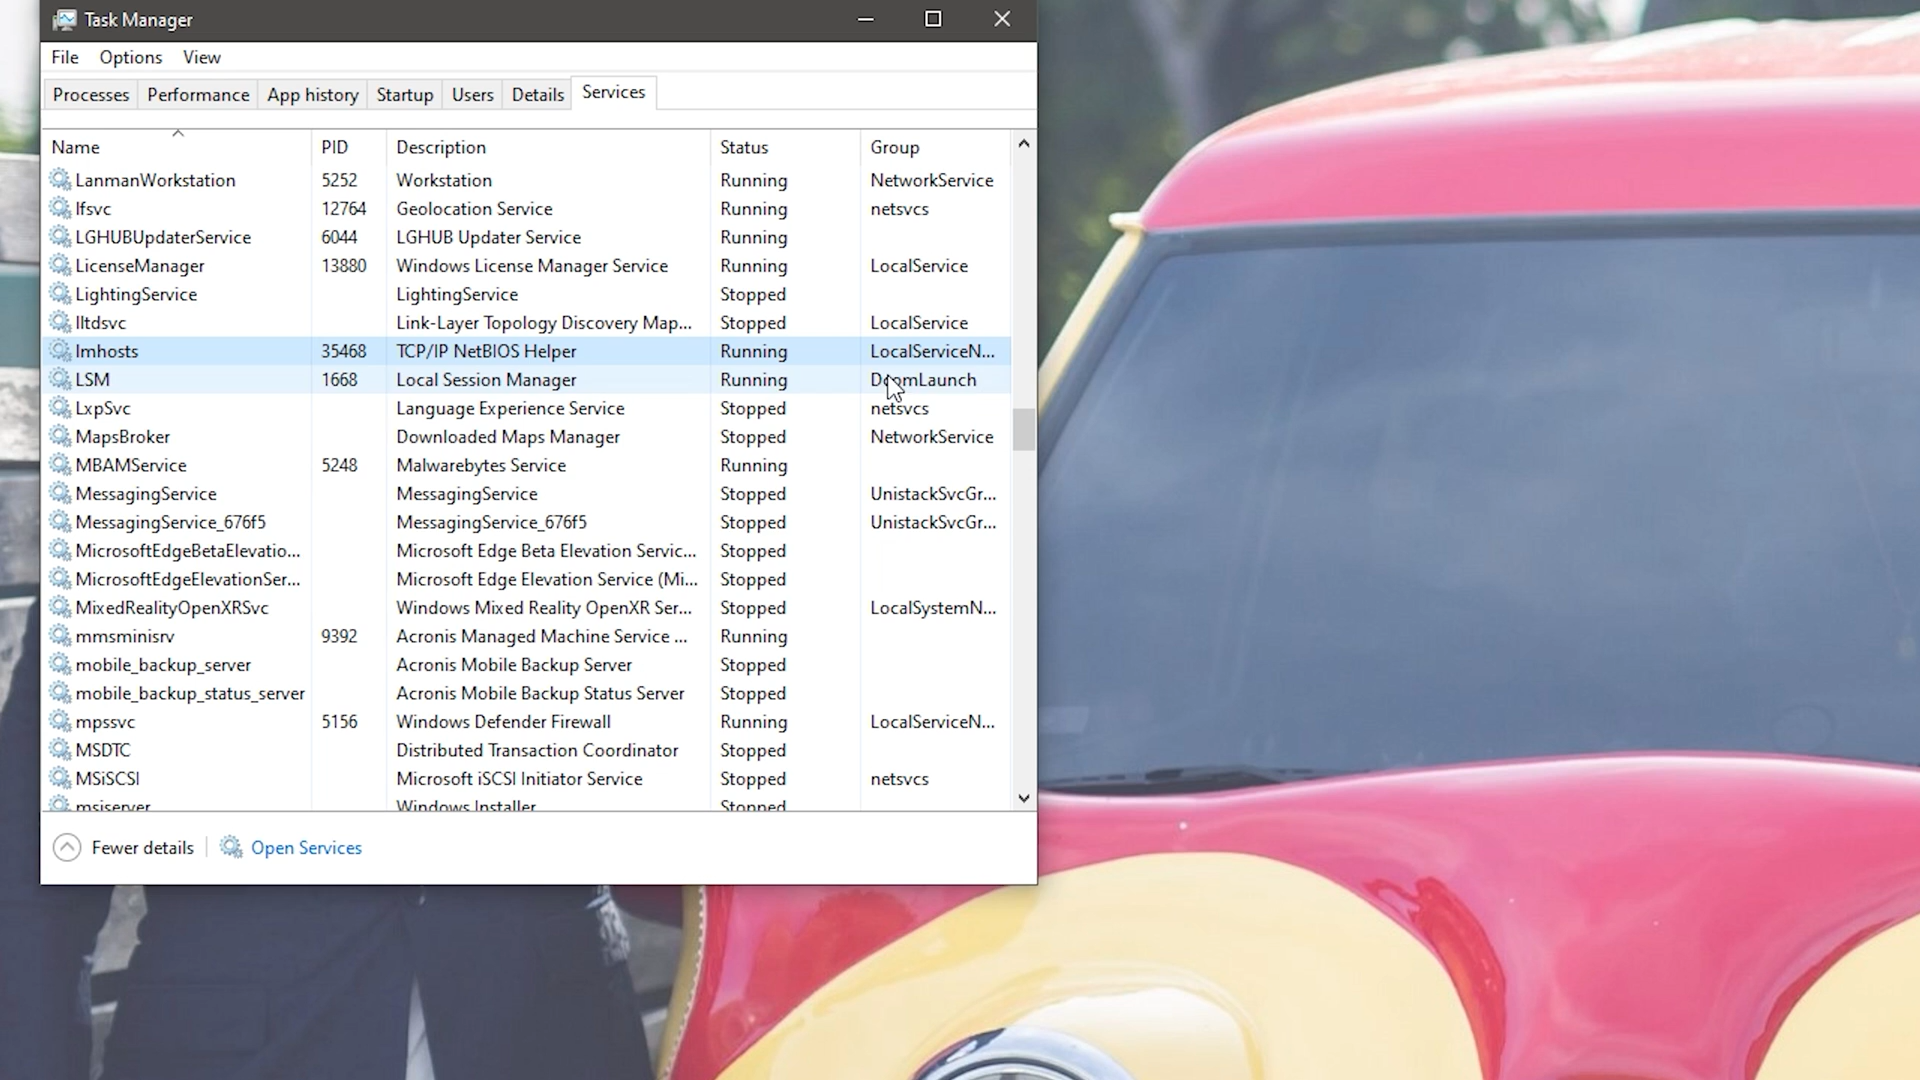 Task Manager
File Options View
Processes Performance App history Startup Users Details Services
Name PID Description Status Group
LanmanWorkstation 5252 Workstation Running NetworkService
lfsvc 12764 Geolocation Service Running netsvcs
LGHUBUpdaterService 6044 LGHUB Updater Service Running
LicenseManager 13880 Windows License Manager Service Running LocalService
LightingService LightingService Stopped
lltdsvc Link-Layer Topology Discovery Map... Stopped LocalService
lmhosts 35468 TCP/IP NetBIOS Helper Running LocalServiceN...
LSM 1668 Local Session Manager Running DcomLaunch
LxpSvc Language Experience Service Stopped netsvcs
MapsBroker Downloaded Maps Manager Stopped NetworkService
MBAMService 5248 Malwarebytes Service Running
MessagingService MessagingService Stopped UnistackSvcGr...
MessagingService_676f5 MessagingService_676f5 Stopped UnistackSvcGr...
MicrosoftEdgeBetaElevatio... Microsoft Edge Beta Elevation Servic... Stopped
MicrosoftEdgeElevationSer... Microsoft Edge Elevation Service (Mi... Stopped
MixedRealityOpenXRSvc Windows Mixed Reality OpenXR Ser... Stopped LocalSystemN...
mmsminisrv 9392 Acronis Managed Machine Service ... Running
mobile_backup_server Acronis Mobile Backup Server Stopped
mobile_backup_status_server Acronis Mobile Backup Status Server Stopped
mpssvc 5156 Windows Defender Firewall Running LocalServiceN...
MSDTC Distributed Transaction Coordinator Stopped
MSiSCSI Microsoft iSCSI Initiator Service Stopped netsvcs
msiserver Windows Installer Stopped
Fewer details Open Services